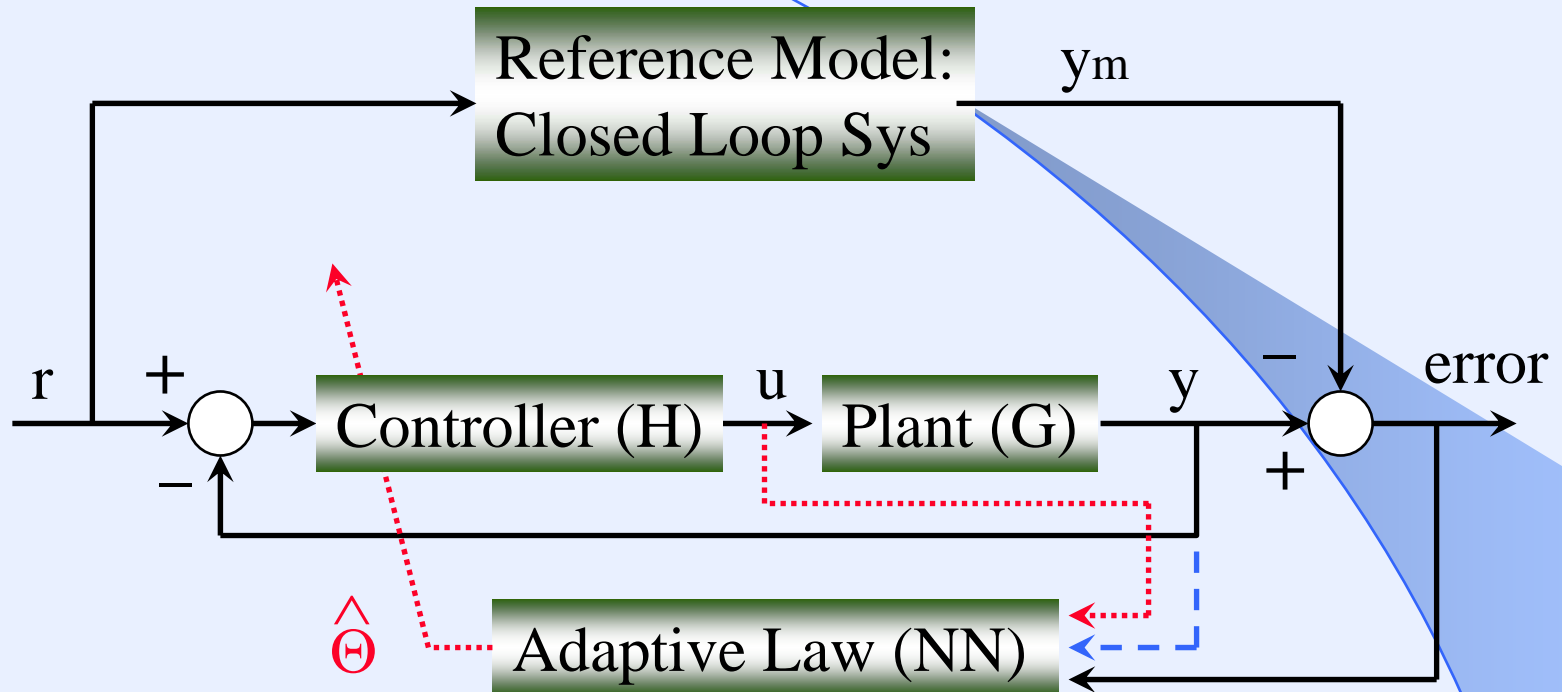 Reference Model:
Closed Loop Sys
ym
r
+
−
Controller (H)
u
Plant (G)
y
−
+
error
Θ̂
Adaptive Law (NN)